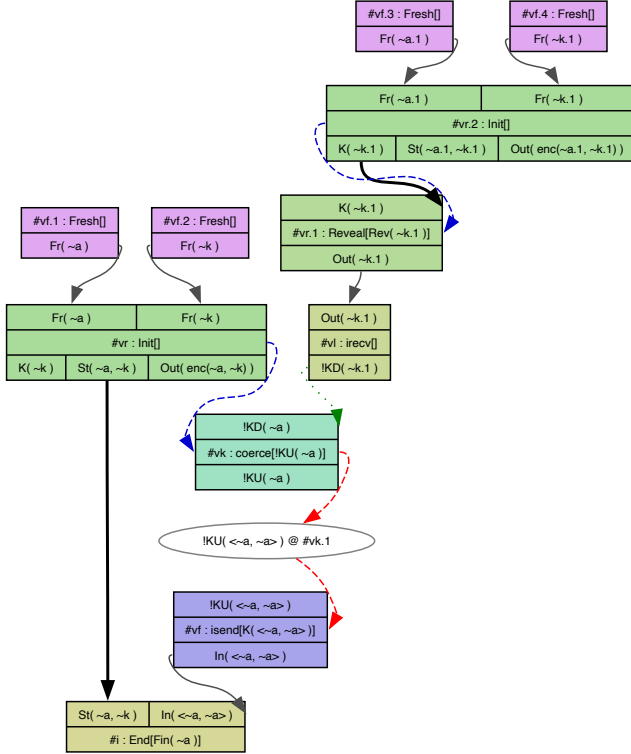 #vf.3 : Fresh[]
#vf.4 : Fresh[]
Fr( ~a.1 )
Fr( ~k.1 )
Fr( ~a.1 )
Fr( ~k.1 )
#vr.2 : Init[]
K( ~k.1 )
St( ~a.1, ~k.1 )
Out( enc(~a.1, ~k.1) )
K( ~k.1 )
#vr.1 : Reveal[Rev( ~k.1 )]
Out( ~k.1 )
#vf.1 : Fresh[]
#vf.2 : Fresh[]
Fr( ~a )
Fr( ~k )
Fr( ~a )
Fr( ~k )
#vr : Init[]
K( ~k )
St( ~a, ~k )
Out( enc(~a, ~k) )
Out( ~k.1 )
#vl : irecv[]
!KD( ~k.1 )
!KD( ~a )
#vk : coerce[!KU( ~a )]
!KU( ~a )
!KU( <~a, ~a> ) @ #vk.1
!KU( <~a, ~a> )
#vf : isend[K( <~a, ~a> )]
In( <~a, ~a> )
St( ~a, ~k )
In( <~a, ~a> )
#i : End[Fin( ~a )]